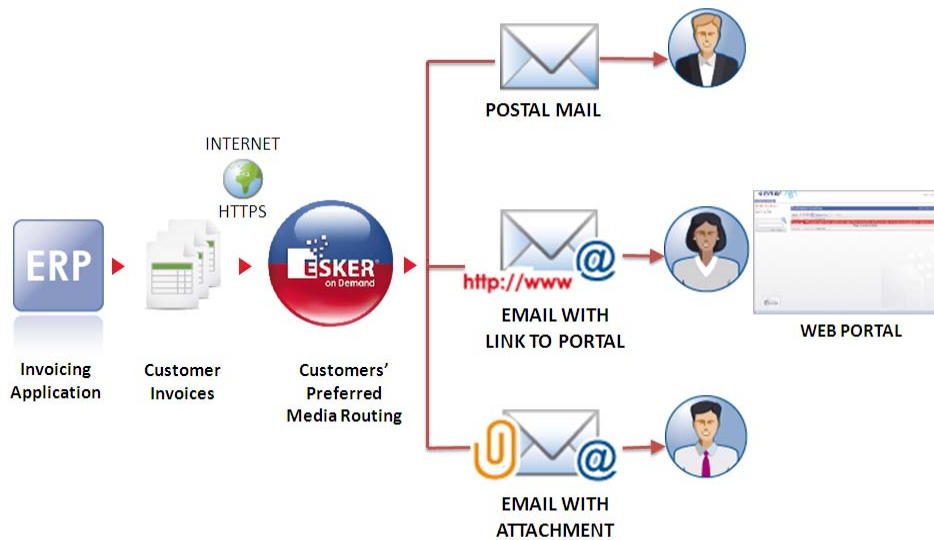 INTERNET
HTTPS
ERP
ESKER®
on Demand
Invoicing
Application
Customer
Invoices
Customers’
Preferred
Media Routing
POSTAL MAIL
@
http://www
EMAIL WITH
LINK TO PORTAL
WEB PORTAL
@
EMAIL WITH
ATTACHMENT